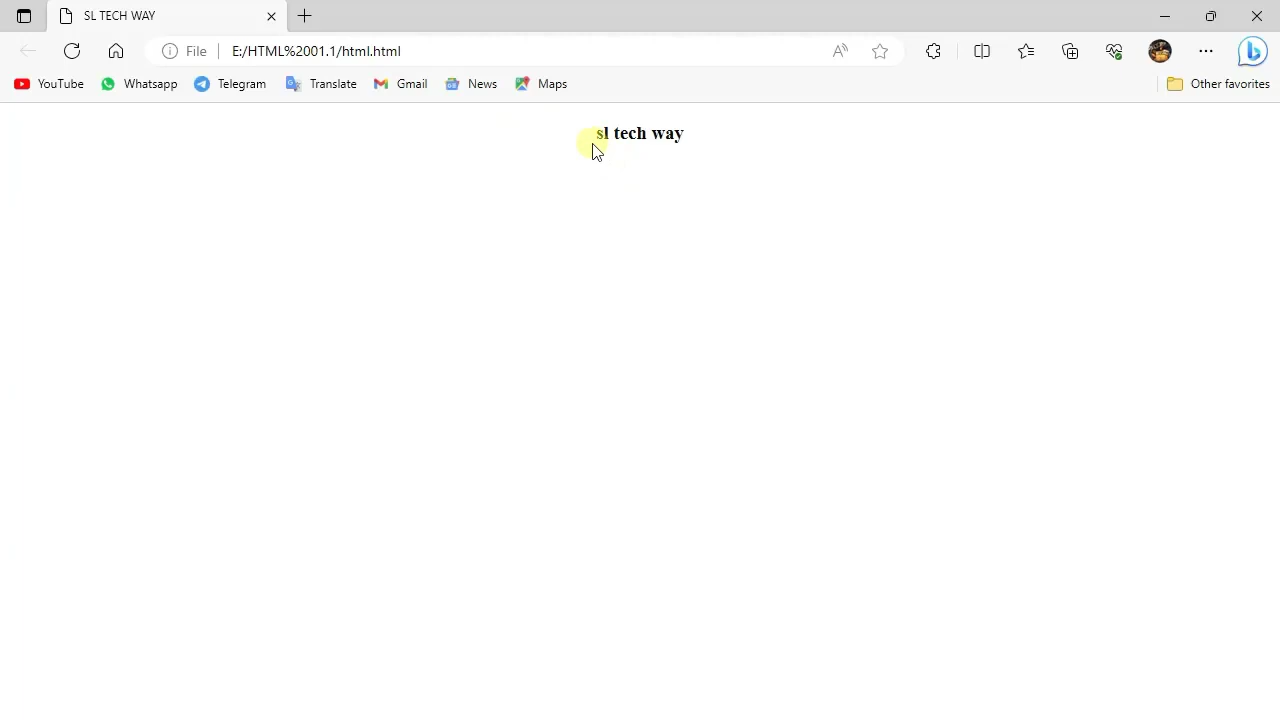 SL TECH WAY
File E:/HTML%2001.1/html.html
YouTube Whatsapp Telegram Translate Gmail News Maps Other favorites
sl tech way